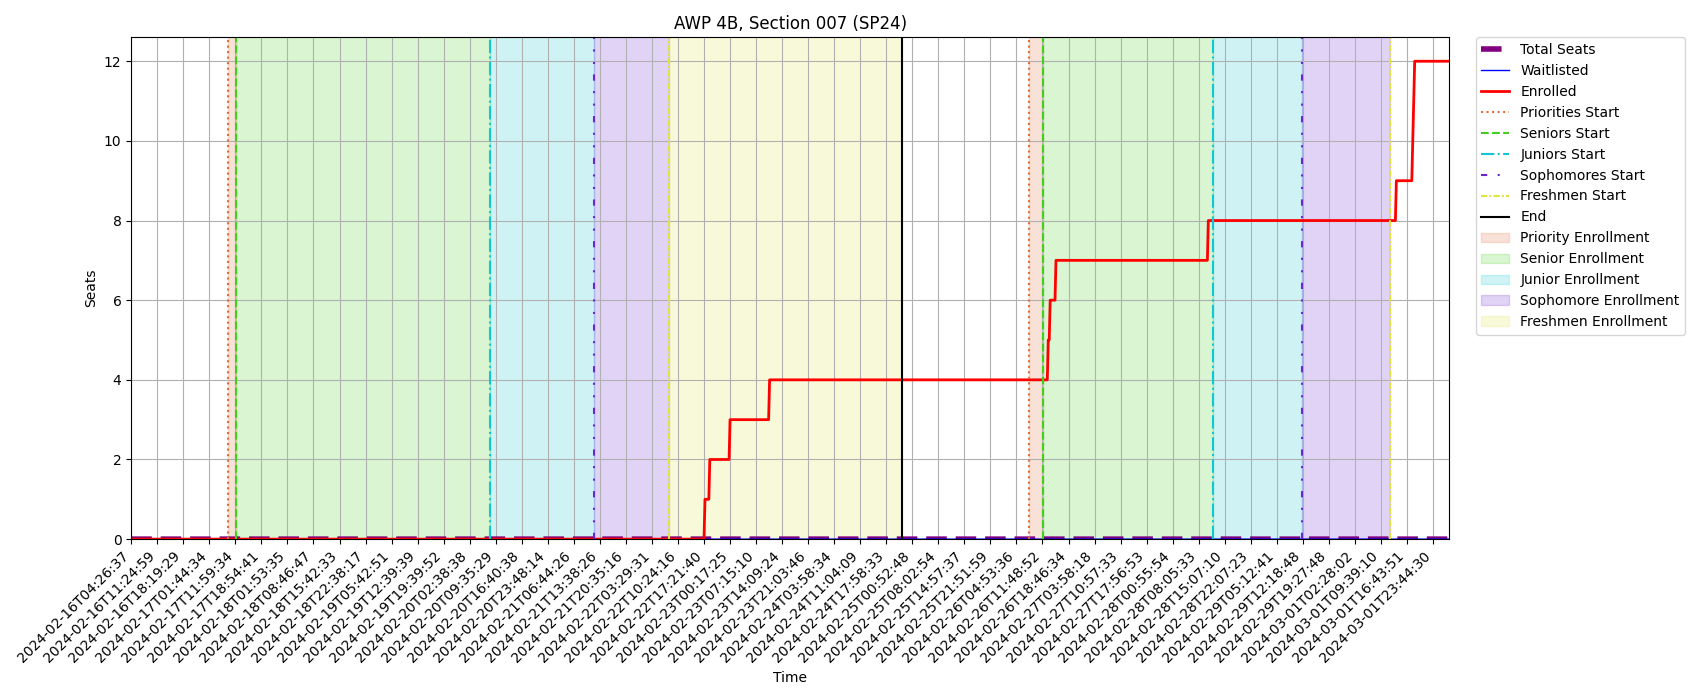 AWP 4B, Section 007 (SP24)
Total Seats
Waitlisted
Enrolled
Priorities Start
Seniors Start
Juniors Start
Sophomores Start
Freshmen Start
End
Priority Enrollment
Senior Enrollment
Junior Enrollment
Sophomore Enrollment
Freshmen Enrollment
Seats
12
10
8
6
4
2
0
2024-02-16T04:26:37
2024-02-16T11:24:59
2024-02-16T18:19:29
2024-02-17T01:44:34
2024-02-17T11:59:34
2024-02-17T18:54:41
2024-02-18T01:53:35
2024-02-18T08:46:47
2024-02-18T15:42:33
2024-02-18T22:38:17
2024-02-19T05:42:51
2024-02-19T12:39:39
2024-02-19T19:39:52
2024-02-20T02:38:38
2024-02-20T09:35:29
2024-02-20T16:40:38
2024-02-20T23:48:14
2024-02-21T06:44:26
2024-02-21T13:38:26
2024-02-21T20:35:16
2024-02-22T03:29:31
2024-02-22T10:24:16
2024-02-22T17:21:40
2024-02-23T00:17:25
2024-02-23T07:15:10
2024-02-23T14:09:24
2024-02-23T21:03:46
2024-02-24T03:58:34
2024-02-24T11:04:09
2024-02-24T17:58:33
2024-02-25T00:52:48
2024-02-25T08:02:54
2024-02-25T14:57:37
2024-02-25T21:51:59
2024-02-26T04:53:36
2024-02-26T11:48:52
2024-02-26T18:46:34
2024-02-27T03:58:18
2024-02-27T10:57:33
2024-02-27T17:56:53
2024-02-28T00:55:54
2024-02-28T08:05:33
2024-02-28T15:07:10
2024-02-28T22:07:23
2024-02-29T05:12:41
2024-02-29T12:18:48
2024-02-29T19:27:48
2024-03-01T02:28:02
2024-03-01T09:39:10
2024-03-01T16:43:51
2024-03-01T23:44:30
Time